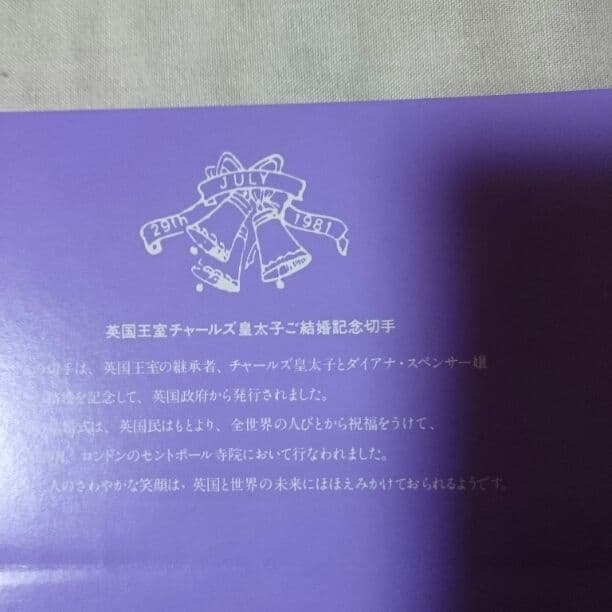 29th JULY 1981
英国王室チャールズ皇太子ご結婚記念切手
切手は、英国王室の継承者、チャールズ皇太子とダイアナ・スペンサー嬢
を記念して、英国政府から発行されました。
式は、英国民はもとより、全世界の人びとから祝福をうけて、
ロンドンのセントポール寺院において行なわれました。
人のさわやかな笑顔は、英国と世界の未来にほほえみかけておられるようです。